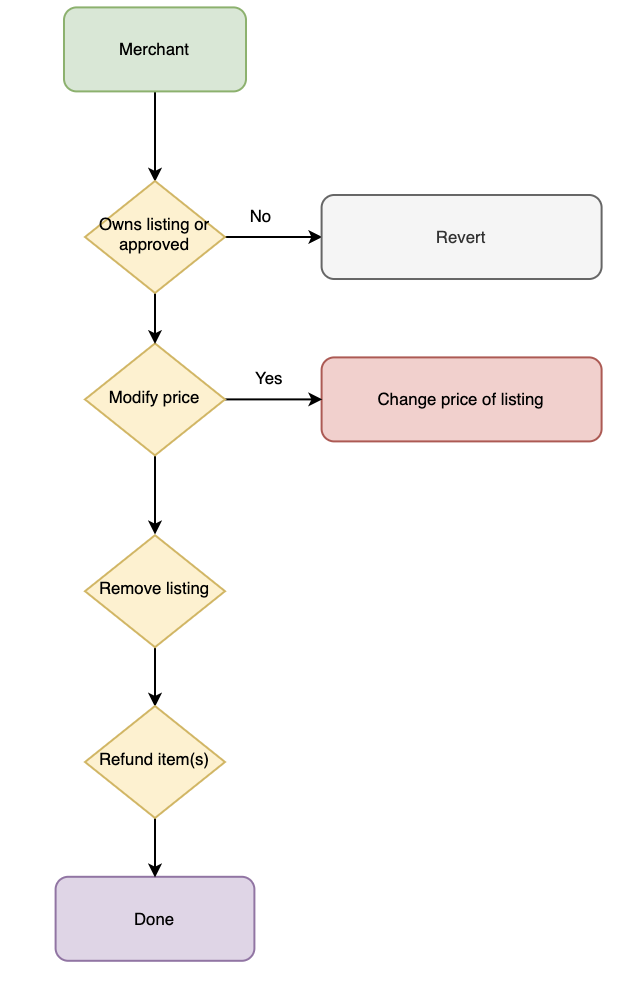 Merchant
Owns listing or
approved
No
Revert
Modify price
Yes
Change price of listing
Remove listing
Refund item(s)
Done